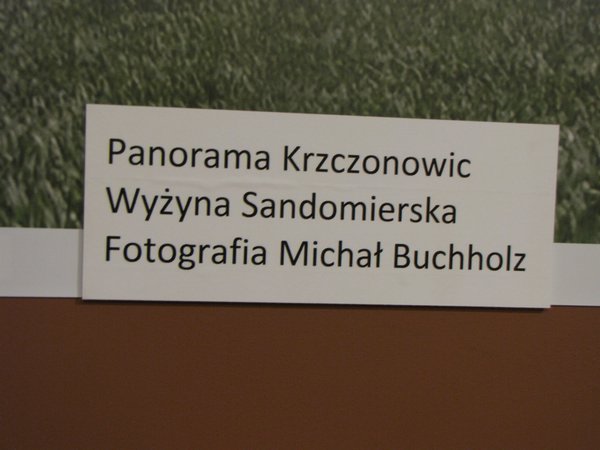 Panorama Krzczonowic
Wyżyna Sandomierska
Fotografia Michał Buchholz